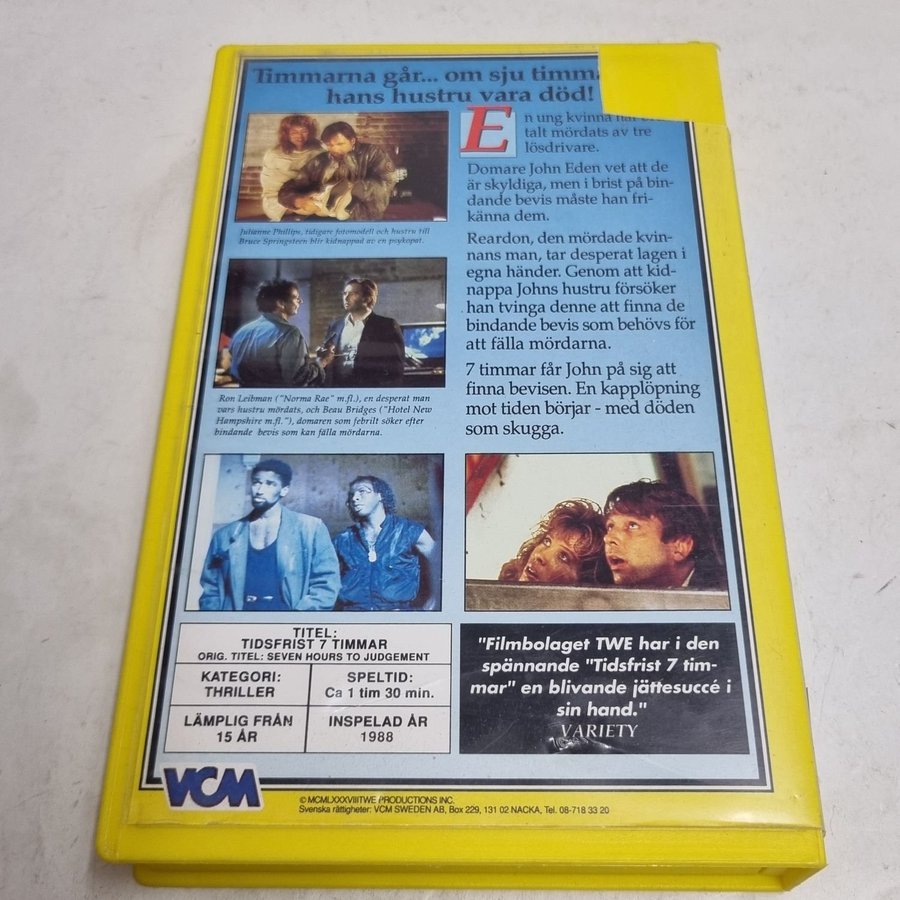 Timmarna går... om sju
hans hustru vara död!
En ung kvinna har
talt mördats av tre
lösdrivare.
Domare John Eden vet att de
är skyldiga, men i brist på bin-
dande bevis måste han fri-
känna dem.
Reardon, den mördade kvin-
nans man, tar desperat lagen i
egna händer. Genom att kid-
nappa Johns hustru försöker
han tvinga denne att finna de
bindande bevis som behövs för
att fälla mördarna.
7 timmar får John på sig att
finna bevisen. En kapplöpning
mot tiden börjar - med döden
som skugga.
Julianne Phillips, tidigare fotomodell och hustru till
Bruce Springsteen blir kidnappad av en psykopat.
Ron Leibman ("Norma Rae" m.fl.), en desperat man
vars hustru mördats, och Beau Bridges ("Hotel New
Hampshire m.fl."), domaren som febrilt söker efter
bindande bevis som kan fälla mördarna.
TITEL:
TIDSFRIST 7 TIMMAR
ORIG. TITEL: SEVEN HOURS TO JUDGEMENT
KATEGORI:
THRILLER
SPELTID:
Ca 1 tim 30 min.
LÄMPLIG FRÅN
15 ÅR
INSPELAD ÅR
1988
"Filmbolaget TWE har i den
spännande "Tidsfrist 7 tim-
mar" en blivande jättesuccé i
sin hand."
VARIETY
VCM
© MCMLXXXVIIITWE PRODUCTIONS INC.
Svenska rättigheter: VCM SWEDEN AB, Box 229, 131 02 NACKA, Tel. 08-718 33 20